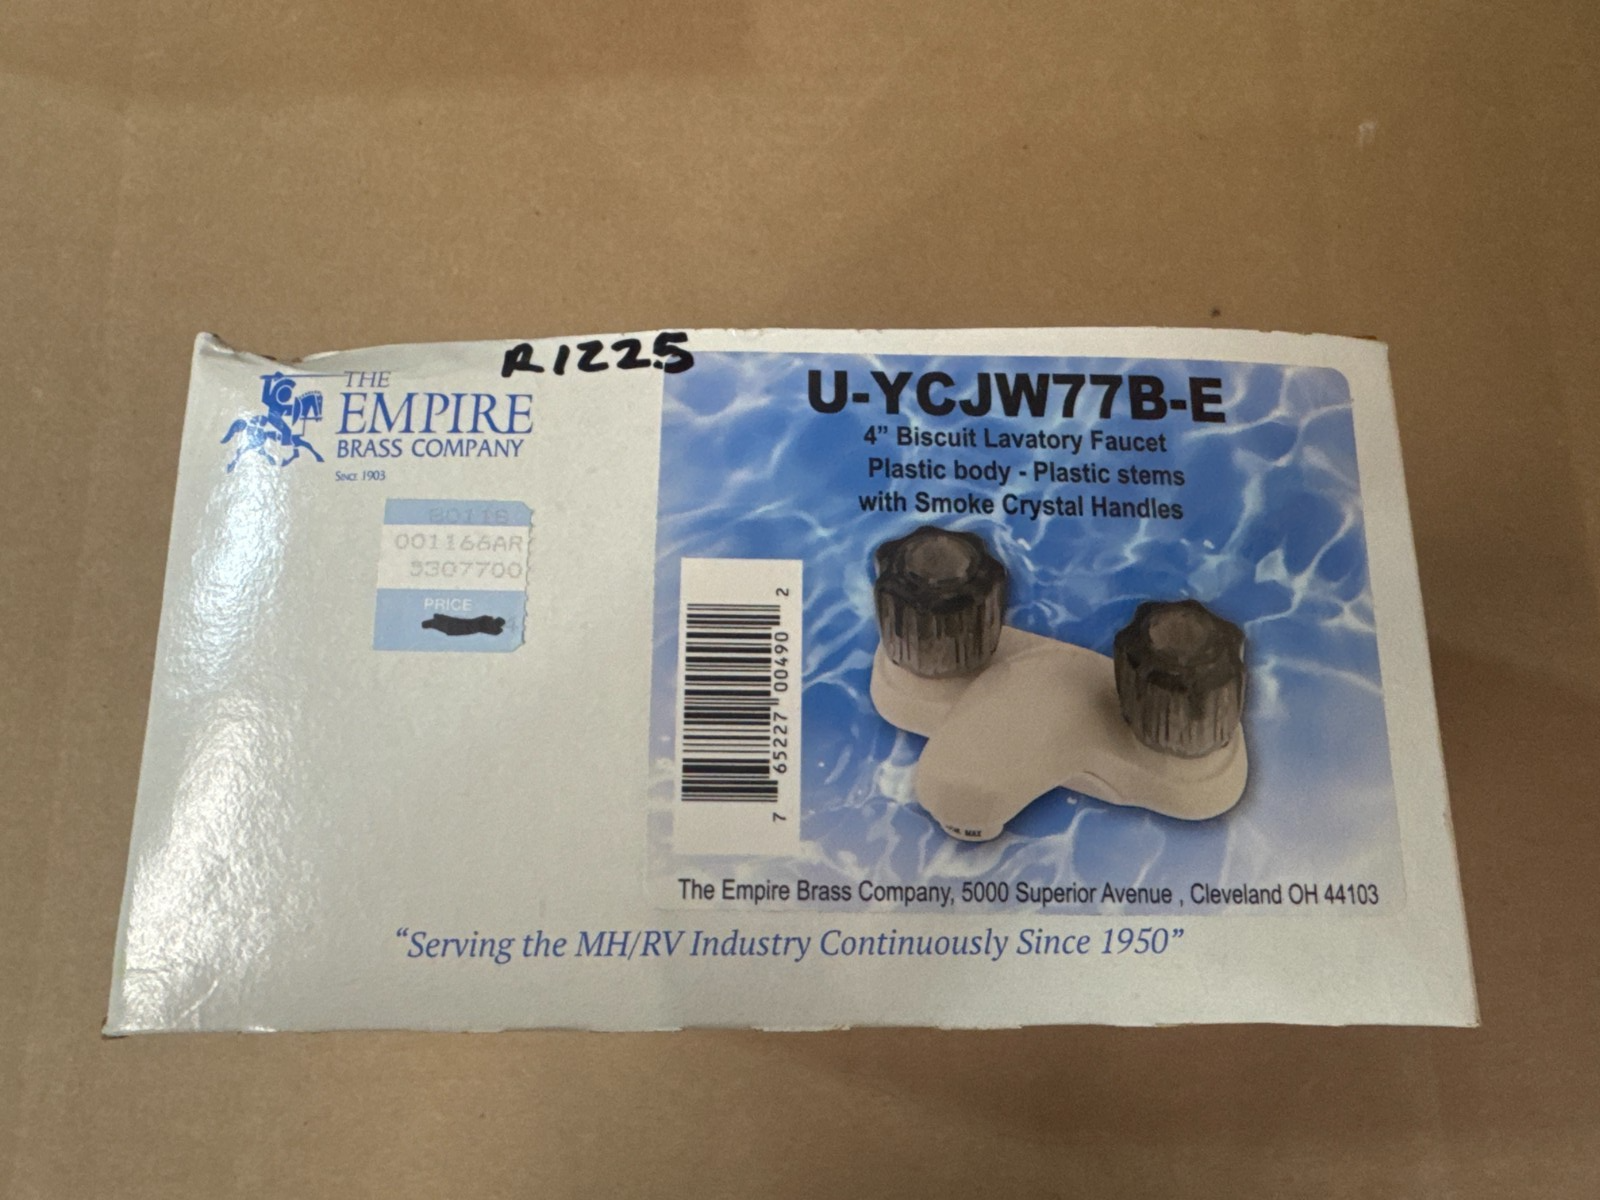 R1225
THE
EMPIRE
BRASS COMPANY
SINCE 1903
001166AR
PRICE
U-YCJW77B-E
4” Biscuit Lavatory Faucet
Plastic body - Plastic stems
with Smoke Crystal Handles
7 65227 00490 2
MAX
The Empire Brass Company, 5000 Superior Avenue , Cleveland OH 44103
“Serving the MH/RV Industry Continuously Since 1950”